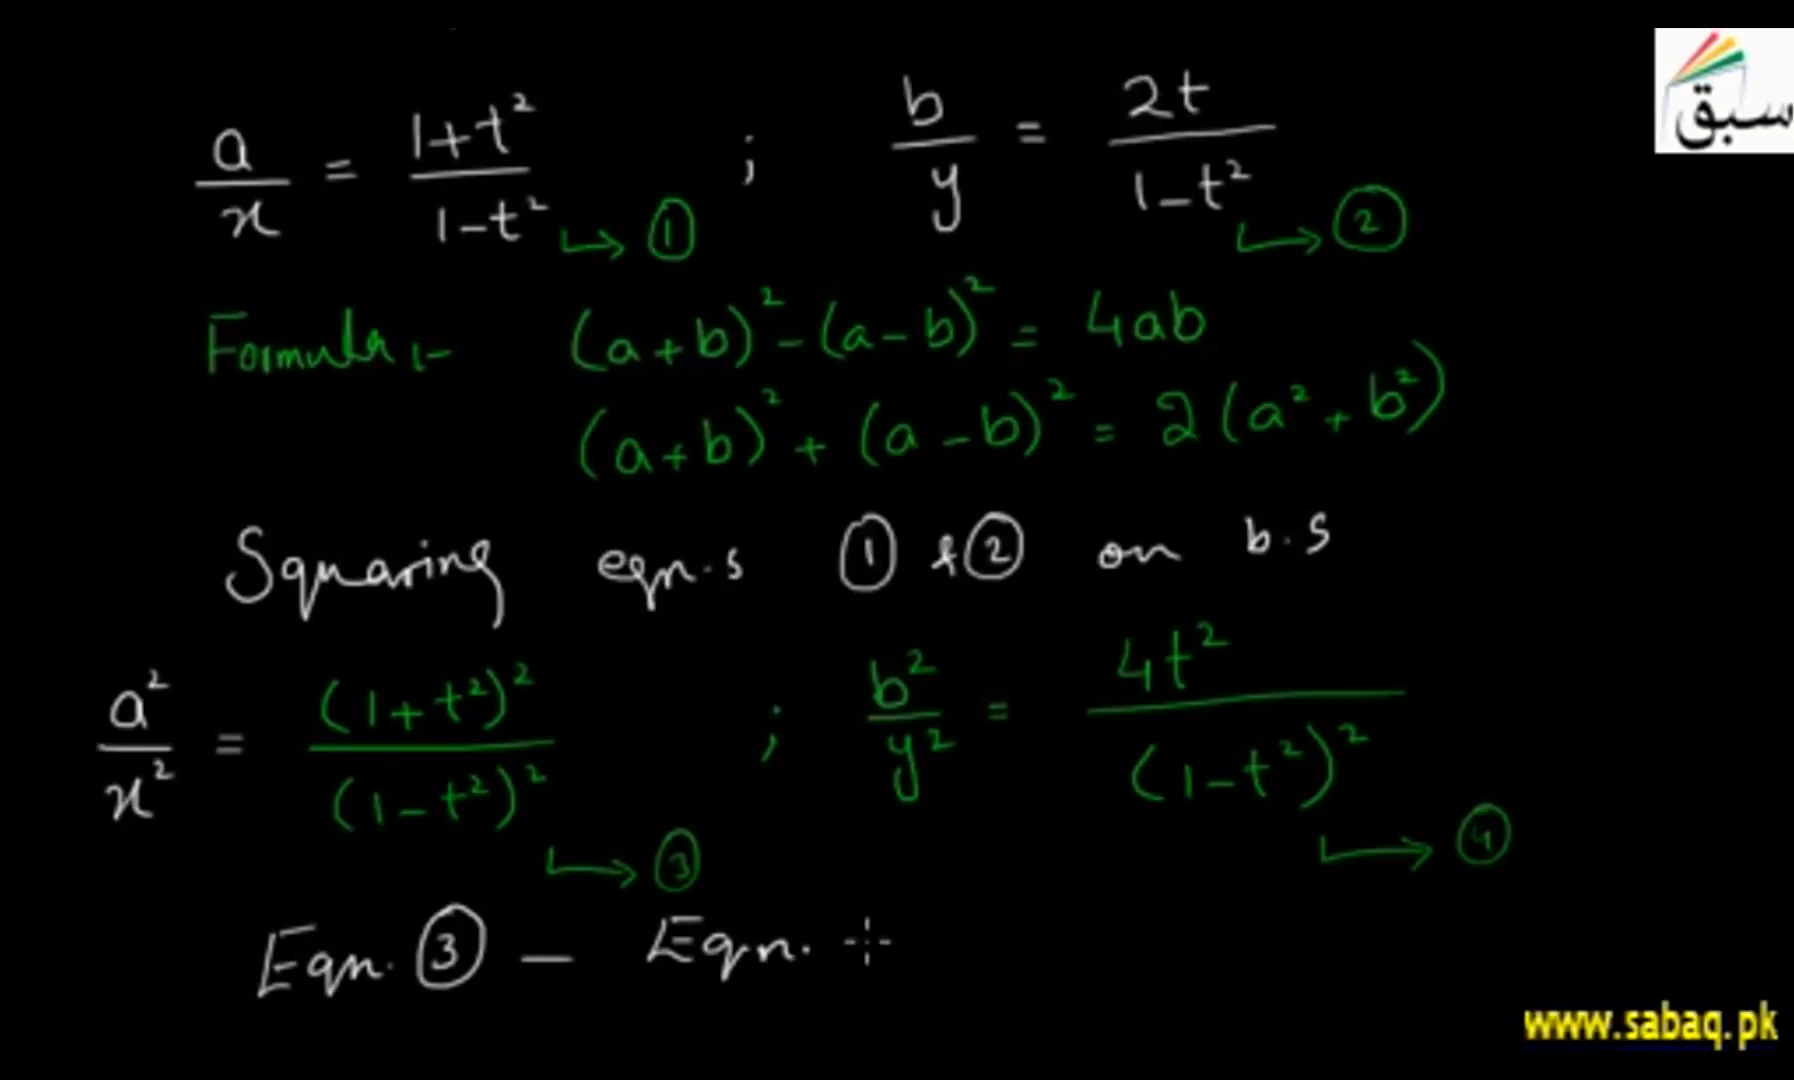 سبق
a/x = 1+t²/1-t² ↳ ① ; b/y = 2t/1-t² ↳ ②
Formula:- (a+b)² - (a-b)² = 4ab
(a+b)² + (a-b)² = 2(a²+b²)
Squaring eqn.s ① & ② on b.s
a²/x² = (1+t²)²/(1-t²)² ↳ ③ ; b²/y² = 4t²/(1-t²)² ↳ ④
Eqn. ③ - Eqn.
www.sabaq.pk